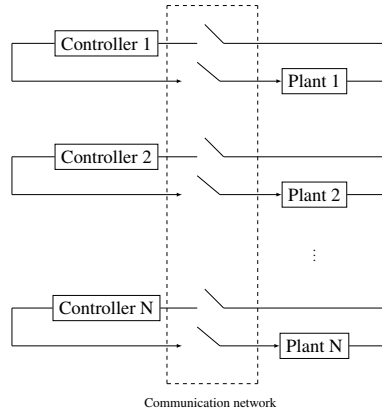 Controller 1
Plant 1
Controller 2
Plant 2
⋮
Controller N
Plant N
Communication network